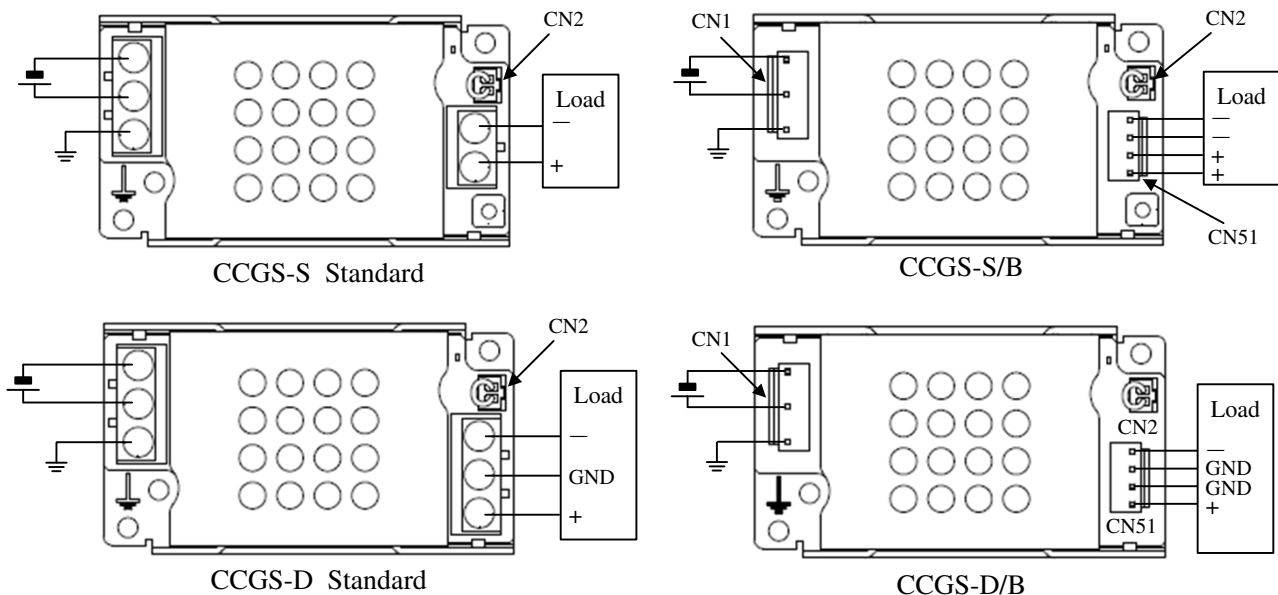 CN2
Load
—
+
CCGS-S Standard
CN1
CN2
Load
—
—
+
+
CN51
CCGS-S/B
CN2
Load
—
GND
+
CCGS-D Standard
CN1
CN2
Load
—
GND
GND
+
CN51
CCGS-D/B